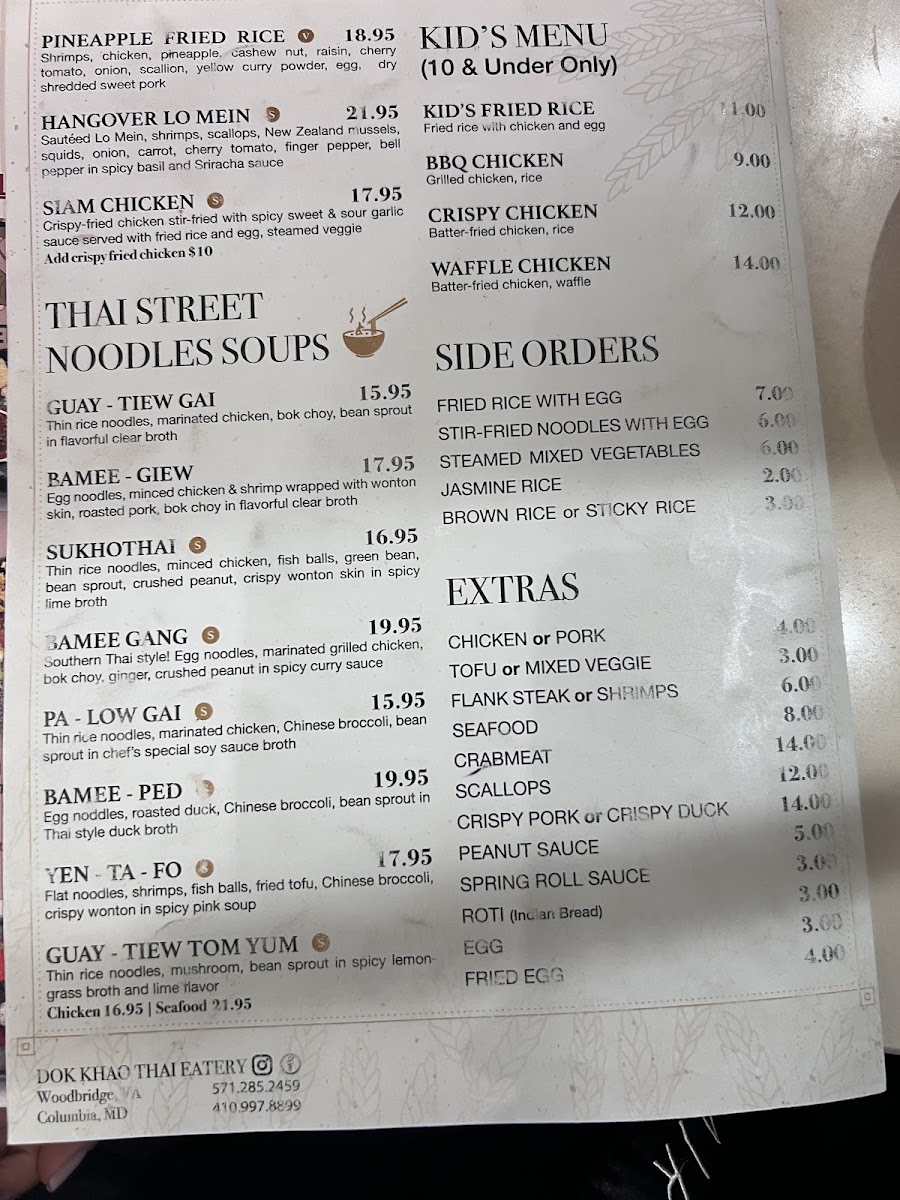 PINEAPPLE FRIED RICE V 18.95
Shrimps, chicken, pineapple, cashew nut, raisin, cherry
tomato, onion, scallion, yellow curry powder, egg, dry
shredded sweet pork
HANGOVER LO MEIN S 21.95
Sautéed Lo Mein, shrimps, scallops, New Zealand mussels,
squids, onion, carrot, cherry tomato, finger pepper, bell
pepper in spicy basil and Sriracha sauce
SIAM CHICKEN S 17.95
Crispy-fried chicken stir-fried with spicy sweet & sour garlic
sauce served with fried rice and egg, steamed veggie
Add crispy fried chicken $10
THAI STREET
NOODLES SOUPS
GUAY - TIEW GAI 15.95
Thin rice noodles, marinated chicken, bok choy, bean sprout
in flavorful clear broth
BAMEE - GIEW 17.95
Egg noodles, minced chicken & shrimp wrapped with wonton
skin, roasted pork, bok choy in flavorful clear broth
SUKHOTHAI S 16.95
Thin rice noodles, minced chicken, fish balls, green bean,
bean sprout, crushed peanut, crispy wonton skin in spicy
lime broth
BAMEE GANG S 19.95
Southern Thai style! Egg noodles, marinated grilled chicken,
bok choy, ginger, crushed peanut in spicy curry sauce
PA - LOW GAI S 15.95
Thin rice noodles, marinated chicken, Chinese broccoli, bean
sprout in chef's special soy sauce broth
BAMEE - PED 19.95
Egg noddles, roasted duck, Chinese broccoli, bean sprout in
Thai style duck broth
YEN - TA - FO S 17.95
Flat noodles, shrimps, fish balls, fried tofu, Chinese broccoli,
crispy wonton in spicy pink soup
GUAY - TIEW TOM YUM S
Thin rice noodles, mushroom, bean sprout in spicy lemon-
grass broth and lime flavor
Chicken 16.95 | Seafood 21.95
KID'S MENU
(10 & Under Only)
KID'S FRIED RICE 11.00
Fried rice with chicken and egg
BBQ CHICKEN 9.00
Grilled chicken, rice
CRISPY CHICKEN 12.00
Batter-fried chicken, rice
WAFFLE CHICKEN 14.00
Batter-fried chicken, waffle
SIDE ORDERS
FRIED RICE WITH EGG 7.00
STIR-FRIED NOODLES WITH EGG 6.00
STEAMED MIXED VEGETABLES 6.00
JASMINE RICE 2.00
BROWN RICE or STICKY RICE 3.00
EXTRAS
CHICKEN or PORK 4.00
TOFU or MIXED VEGGIE 3.00
FLANK STEAK or SHRIMPS 6.00
SEAFOOD 8.00
CRABMEAT 14.00
SCALLOPS 12.00
CRISPY PORK or CRISPY DUCK 14.00
PEANUT SAUCE 5.00
SPRING ROLL SAUCE 3.00
ROTI (Indian Bread) 3.00
EGG 3.00
FRIED EGG 4.00
DOK KHAO THAI EATERY
Woodbridge, VA 571.285.2459
Columbia, MD 410.997.8899